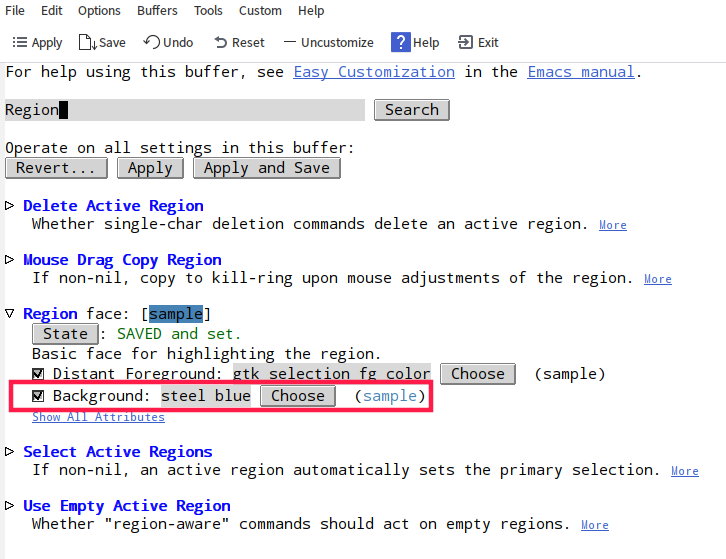 File Edit Options Buffers Tools Custom Help
Apply Save Undo Reset Uncustomize ? Help Exit
For help using this buffer, see Easy Customization in the Emacs manual.
Region Search
Operate on all settings in this buffer:
Revert... Apply Apply and Save
Delete Active Region
Whether single-char deletion commands delete an active region. More
Mouse Drag Copy Region
If non-nil, copy to kill-ring upon mouse adjustments of the region. More
Region face: [sample]
State : SAVED and set.
Basic face for highlighting the region.
Distant Foreground: gtk_selection_fg_color Choose (sample)
Background: steel blue Choose (sample)
Show All Attributes
Select Active Regions
If non-nil, an active region automatically sets the primary selection. More
Use Empty Active Region
Whether "region-aware" commands should act on empty regions. More